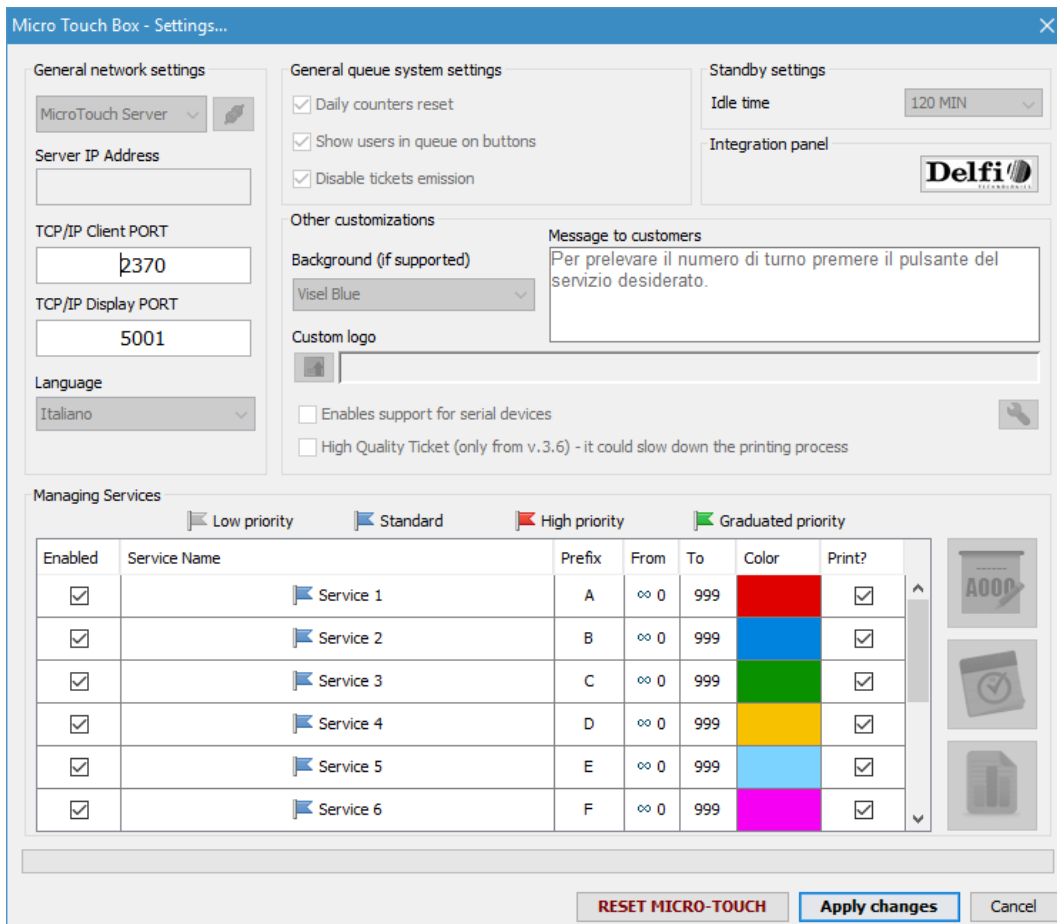 Micro Touch Box - Settings...
General network settings
MicroTouch Server
Server IP Address
TCP/IP Client PORT
2370
TCP/IP Display PORT
5001
Language
Italiano
General queue system settings
Daily counters reset
Show users in queue on buttons
Disable tickets emission
Standby settings
Idle time
120 MIN
Integration panel
Delfi
TECHNOLOGIES
Other customizations
Background (if supported)
Visel Blue
Message to customers
Per prelevare il numero di turno premere il pulsante del
servizio desiderato.
Custom logo
Enables support for serial devices
High Quality Ticket (only from v.3.6) - it could slow down the printing process
Managing Services
Low priority Standard High priority Graduated priority
Enabled Service Name Prefix From To Color Print?
Service 1 A ∞ 0 999
Service 2 B ∞ 0 999
Service 3 C ∞ 0 999
Service 4 D ∞ 0 999
Service 5 E ∞ 0 999
Service 6 F ∞ 0 999
A000
RESET MICRO-TOUCH Apply changes Cancel